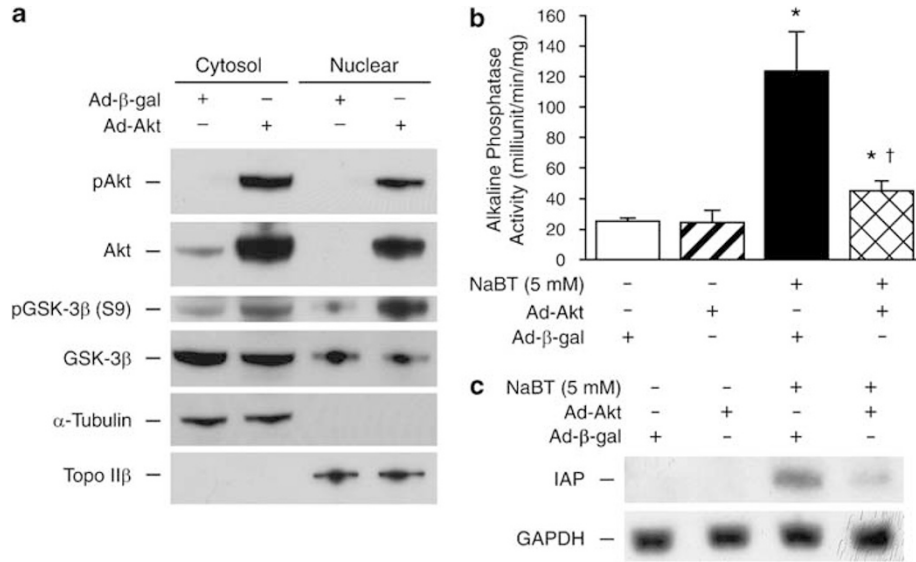 a
Cytosol Nuclear
Ad-β-gal + – + –
Ad-Akt – + – +
pAkt –
Akt –
pGSK-3β (S9) –
GSK-3β –
α-Tubulin –
Topo IIβ –
b
Alkaline Phosphatase
Activity (milliunit/min/mg)
160
140
120
100
80
60
40
20
0
*
* †
NaBT (5 mM) – – + +
Ad-Akt – + – +
Ad-β-gal + – + –
c
NaBT (5 mM) – – + +
Ad-Akt – + – +
Ad-β-gal + – + –
IAP –
GAPDH –